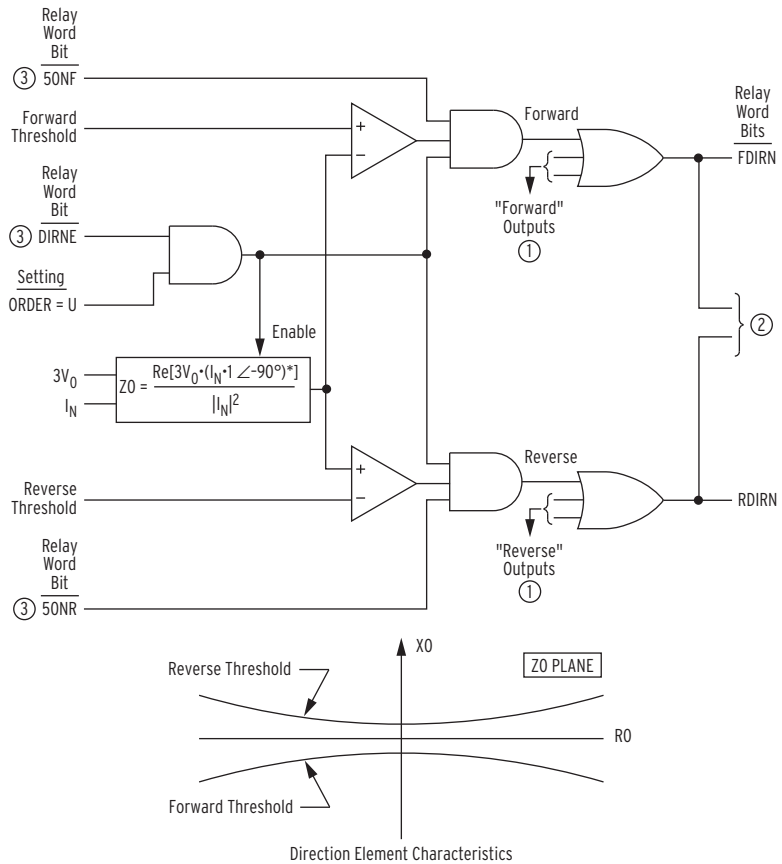 Relay
Word
Bit
③ 50NF
Forward
Threshold
Relay
Word
Bit
③ DIRNE
Setting
ORDER = U
Enable
3V0
IN
Z0 = Re[3V0•(IN•1 ∠-90°)*]
|IN|²
Reverse
Threshold
Relay
Word
Bit
③ 50NR
+
–
+
–
Forward
"Forward"
Outputs
①
Reverse
"Reverse"
Outputs
①
Relay
Word
Bits
FDIRN
②
RDIRN
X0
Z0 PLANE
Reverse Threshold
R0
Forward Threshold
Direction Element Characteristics